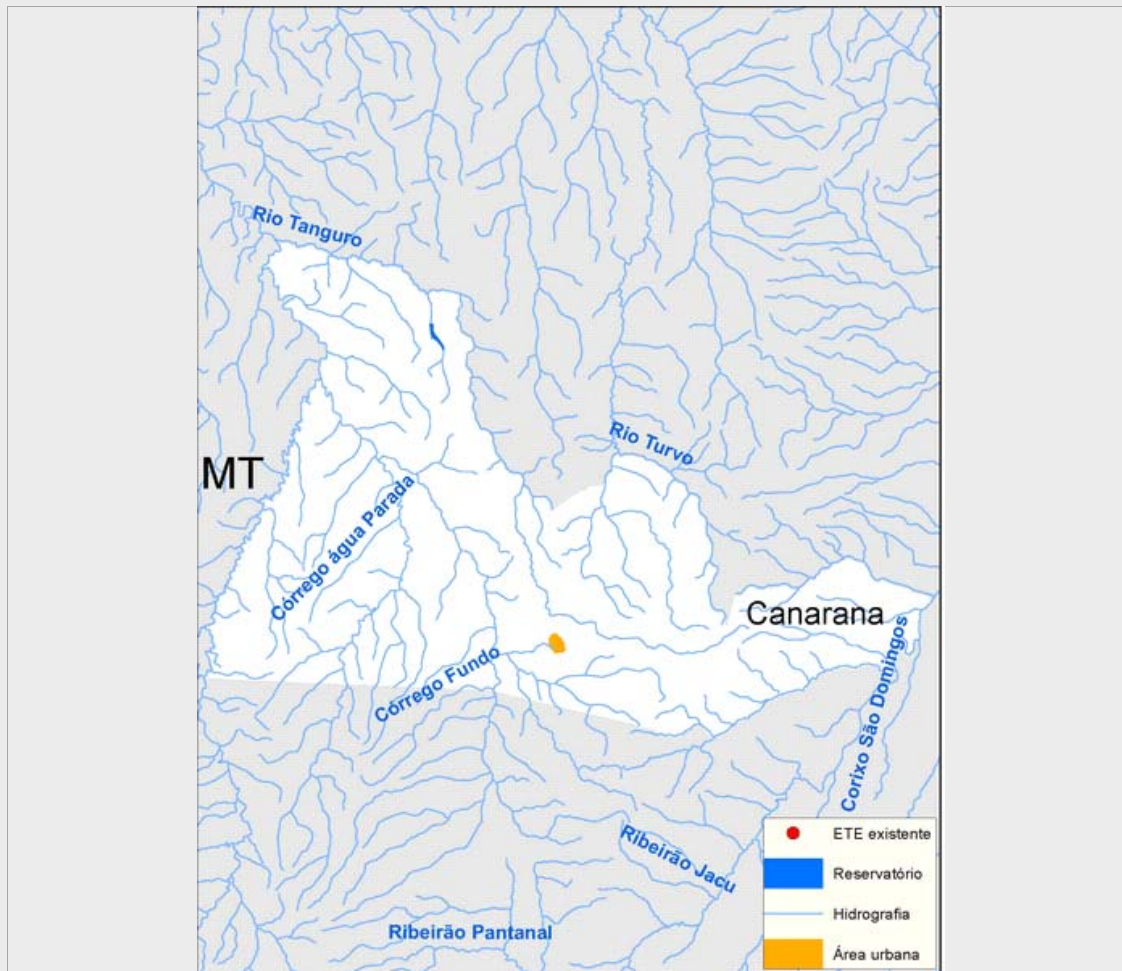 Rio Tanguro
Rio Turvo
MT
Córrego água Parada
Canarana
Córrego Fundo
Corixo São Domingos
Ribeirão Jacu
Ribeirão Pantanal
ETE existente
Reservatório
Hidrografia
Área urbana